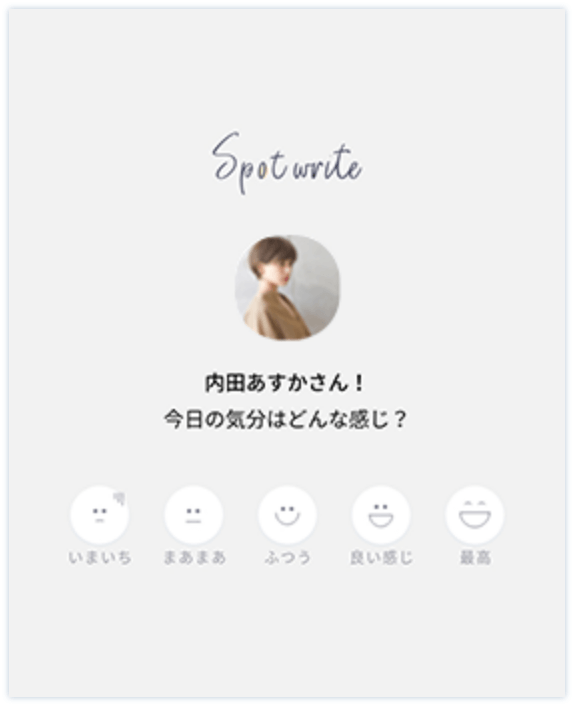 Spot write
内田あすかさん！
今日の気分はどんな感じ？
いまいち まあまあ ふつう 良い感じ 最高